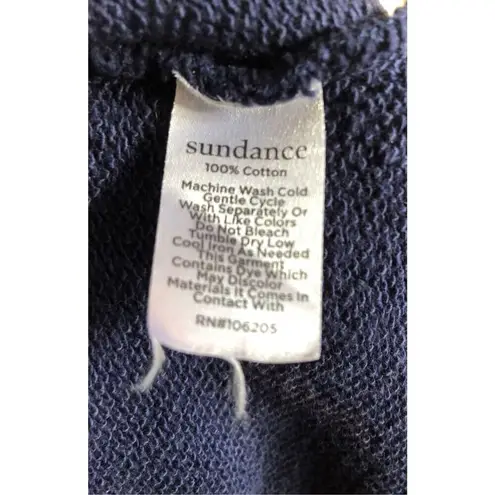 sundance
100% Cotton
Machine Wash Cold
Gentle Cycle
Wash Separately Or
With Like Colors
Do Not Bleach
Tumble Dry Low
Cool Iron As Needed
This Garment
Contains Dye Which
May Discolor
Materials It Comes In
Contact With
RN#106205